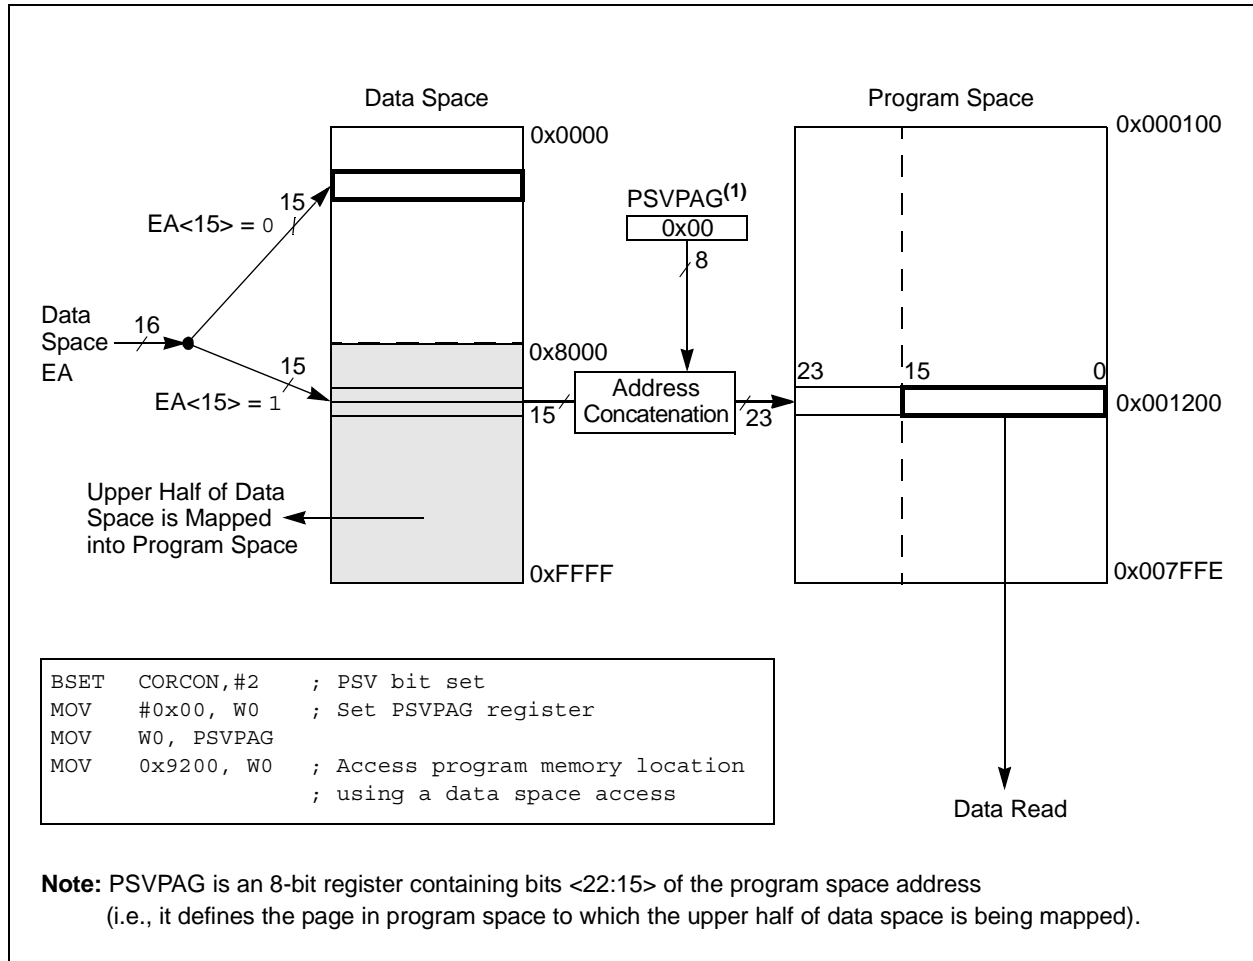 Data Space
Program Space
0x0000
0x000100
15
EA<15> = 0
PSVPAG(1)
0x00
8
Data
Space
EA
16
0x8000
15
EA<15> = 1
15
Address
Concatenation
23
23
15
0
0x001200
Upper Half of Data
Space is Mapped
into Program Space
0xFFFF
0x007FFE
BSET CORCON,#2 ; PSV bit set
MOV #0x00, W0 ; Set PSVPAG register
MOV W0, PSVPAG
MOV 0x9200, W0 ; Access program memory location
; using a data space access
Data Read
Note: PSVPAG is an 8-bit register containing bits <22:15> of the program space address
(i.e., it defines the page in program space to which the upper half of data space is being mapped).